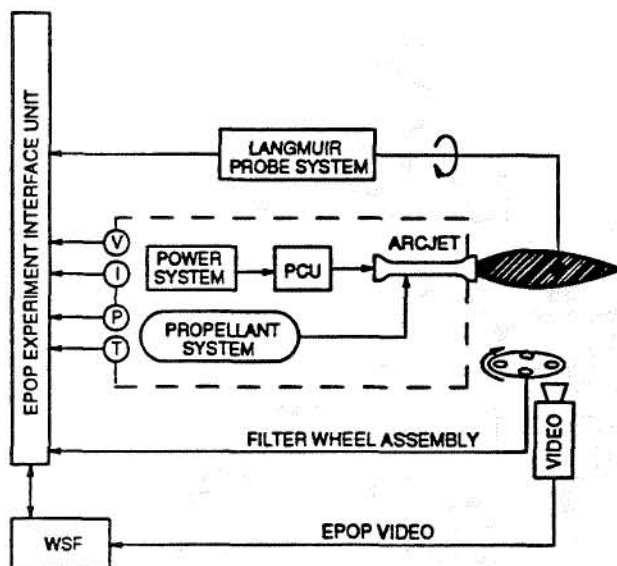 EPOP EXPERIMENT INTERFACE UNIT
LANGMUIR
PROBE SYSTEM
ARCJET
V
I
P
T
POWER
SYSTEM
PCU
PROPELLANT
SYSTEM
FILTER WHEEL ASSEMBLY
VIDEO
EPOP VIDEO
WSF